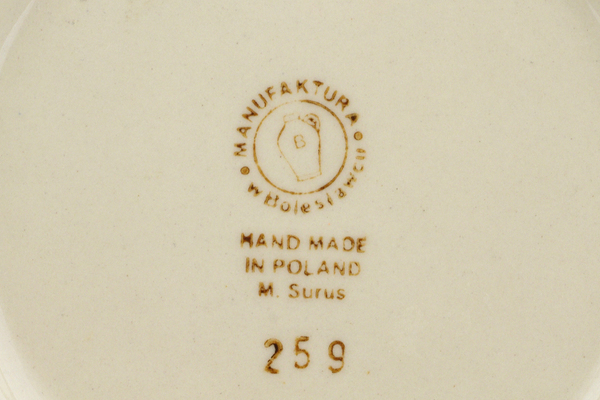 MANUFAKTURA
w Bolesławcu
B
HAND MADE
IN POLAND
M. Surus
259